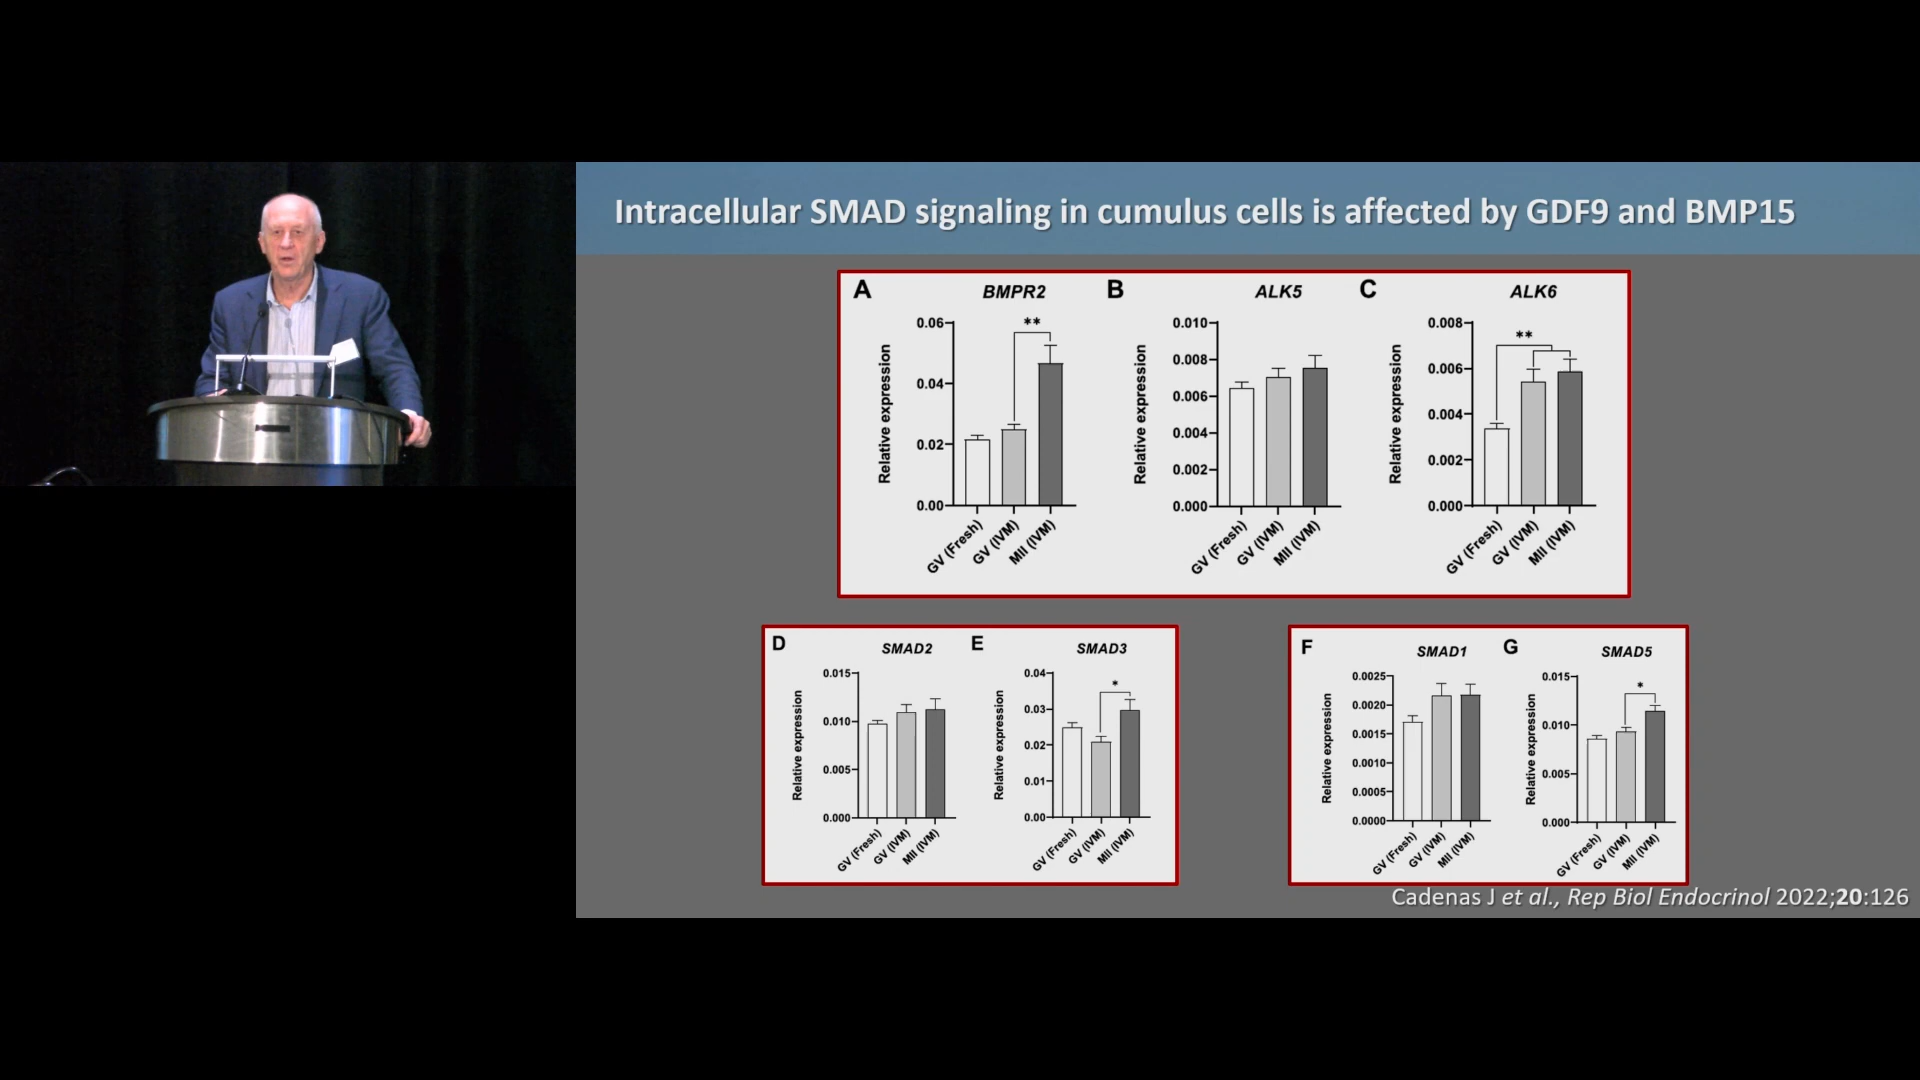 Intracellular SMAD signaling in cumulus cells is affected by GDF9 and BMP15
A
BMPR2
Relative expression
0.06
0.04
0.02
0.00
**
GV (Fresh)
GV (IVM)
MII (IVM)
B
ALK5
Relative expression
0.010
0.008
0.006
0.004
0.002
0.000
GV (Fresh)
GV (IVM)
MII (IVM)
C
ALK6
Relative expression
0.008
0.006
0.004
0.002
0.000
**
GV (Fresh)
GV (IVM)
MII (IVM)
D
SMAD2
Relative expression
0.015
0.010
0.005
0.000
GV (Fresh)
GV (IVM)
MII (IVM)
E
SMAD3
Relative expression
0.04
0.03
0.02
0.01
0.00
*
GV (Fresh)
GV (IVM)
MII (IVM)
F
SMAD1
Relative expression
0.0025
0.0020
0.0015
0.0010
0.0005
0.0000
GV (Fresh)
GV (IVM)
MII (IVM)
G
SMAD5
Relative expression
0.015
0.010
0.005
0.000
*
GV (Fresh)
GV (IVM)
MII (IVM)
Cadenas J et al., Rep Biol Endocrinol 2022;20:126